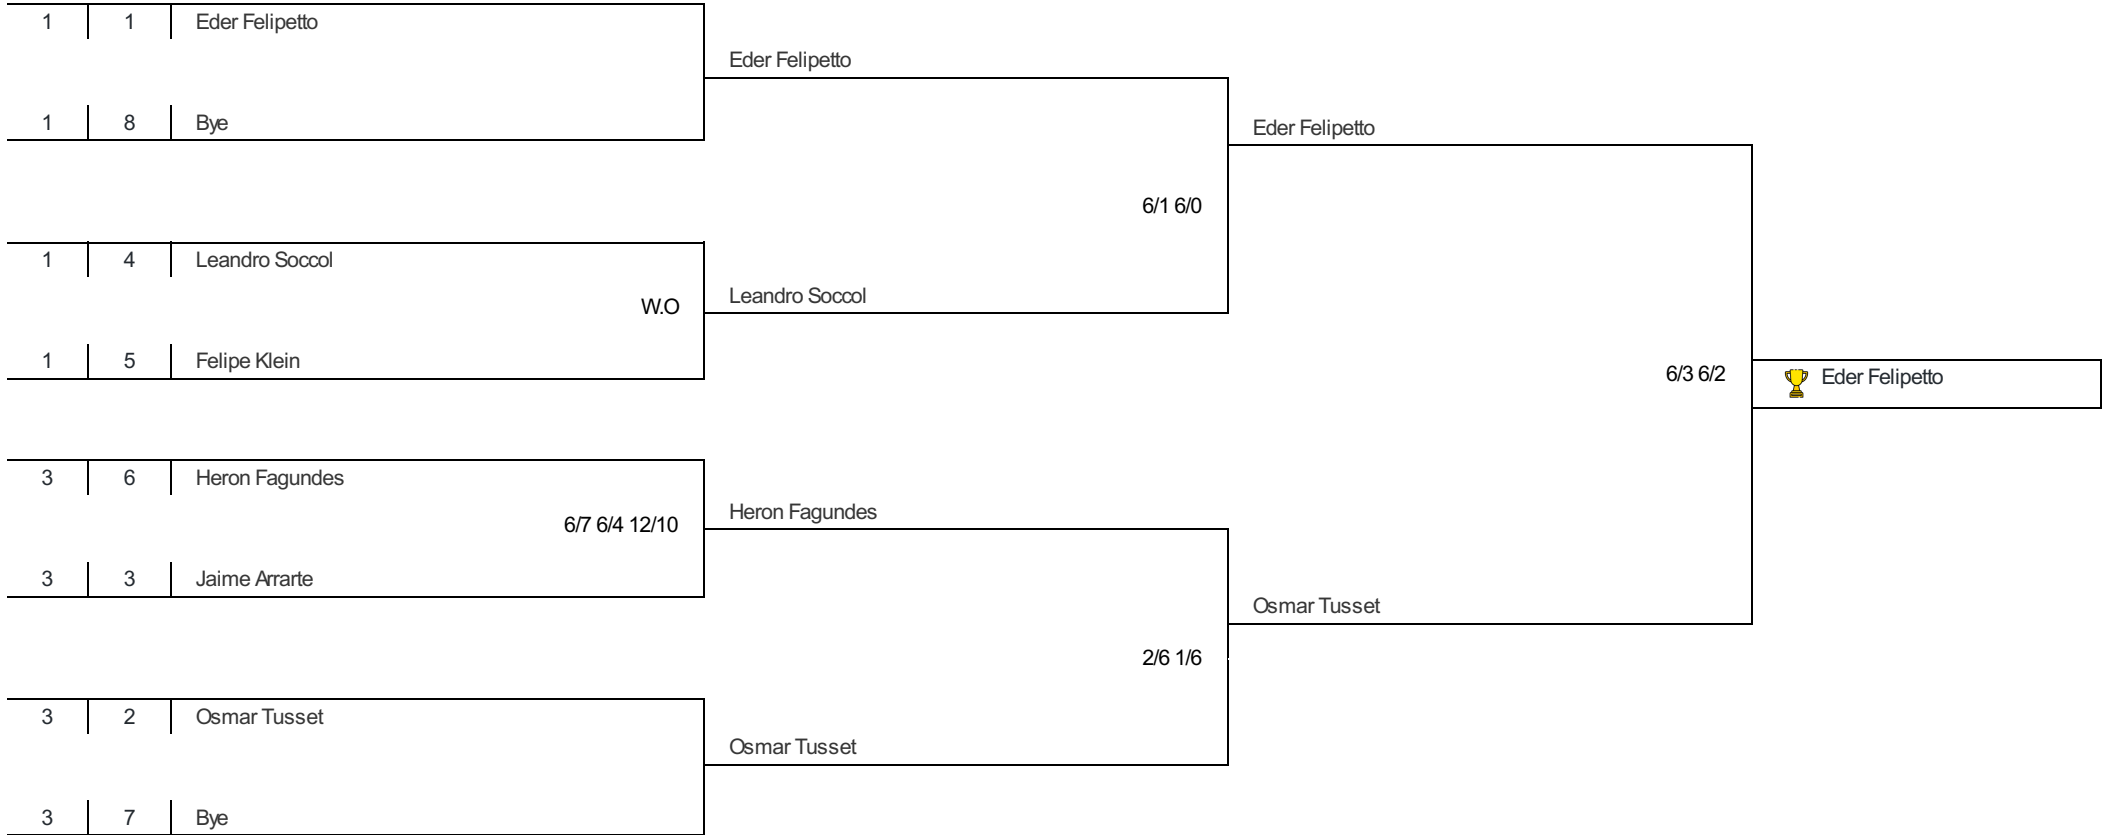 1 1 Eder Felipetto
Eder Felipetto
1 8 Bye
Eder Felipetto
6/1 6/0
1 4 Leandro Soccol
Leandro Soccol
W.O
1 5 Felipe Klein
6/3 6/2
Eder Felipetto
3 6 Heron Fagundes
Heron Fagundes
6/7 6/4 12/10
3 3 Jaime Arrarte
Osmar Tusset
2/6 1/6
3 2 Osmar Tusset
Osmar Tusset
3 7 Bye